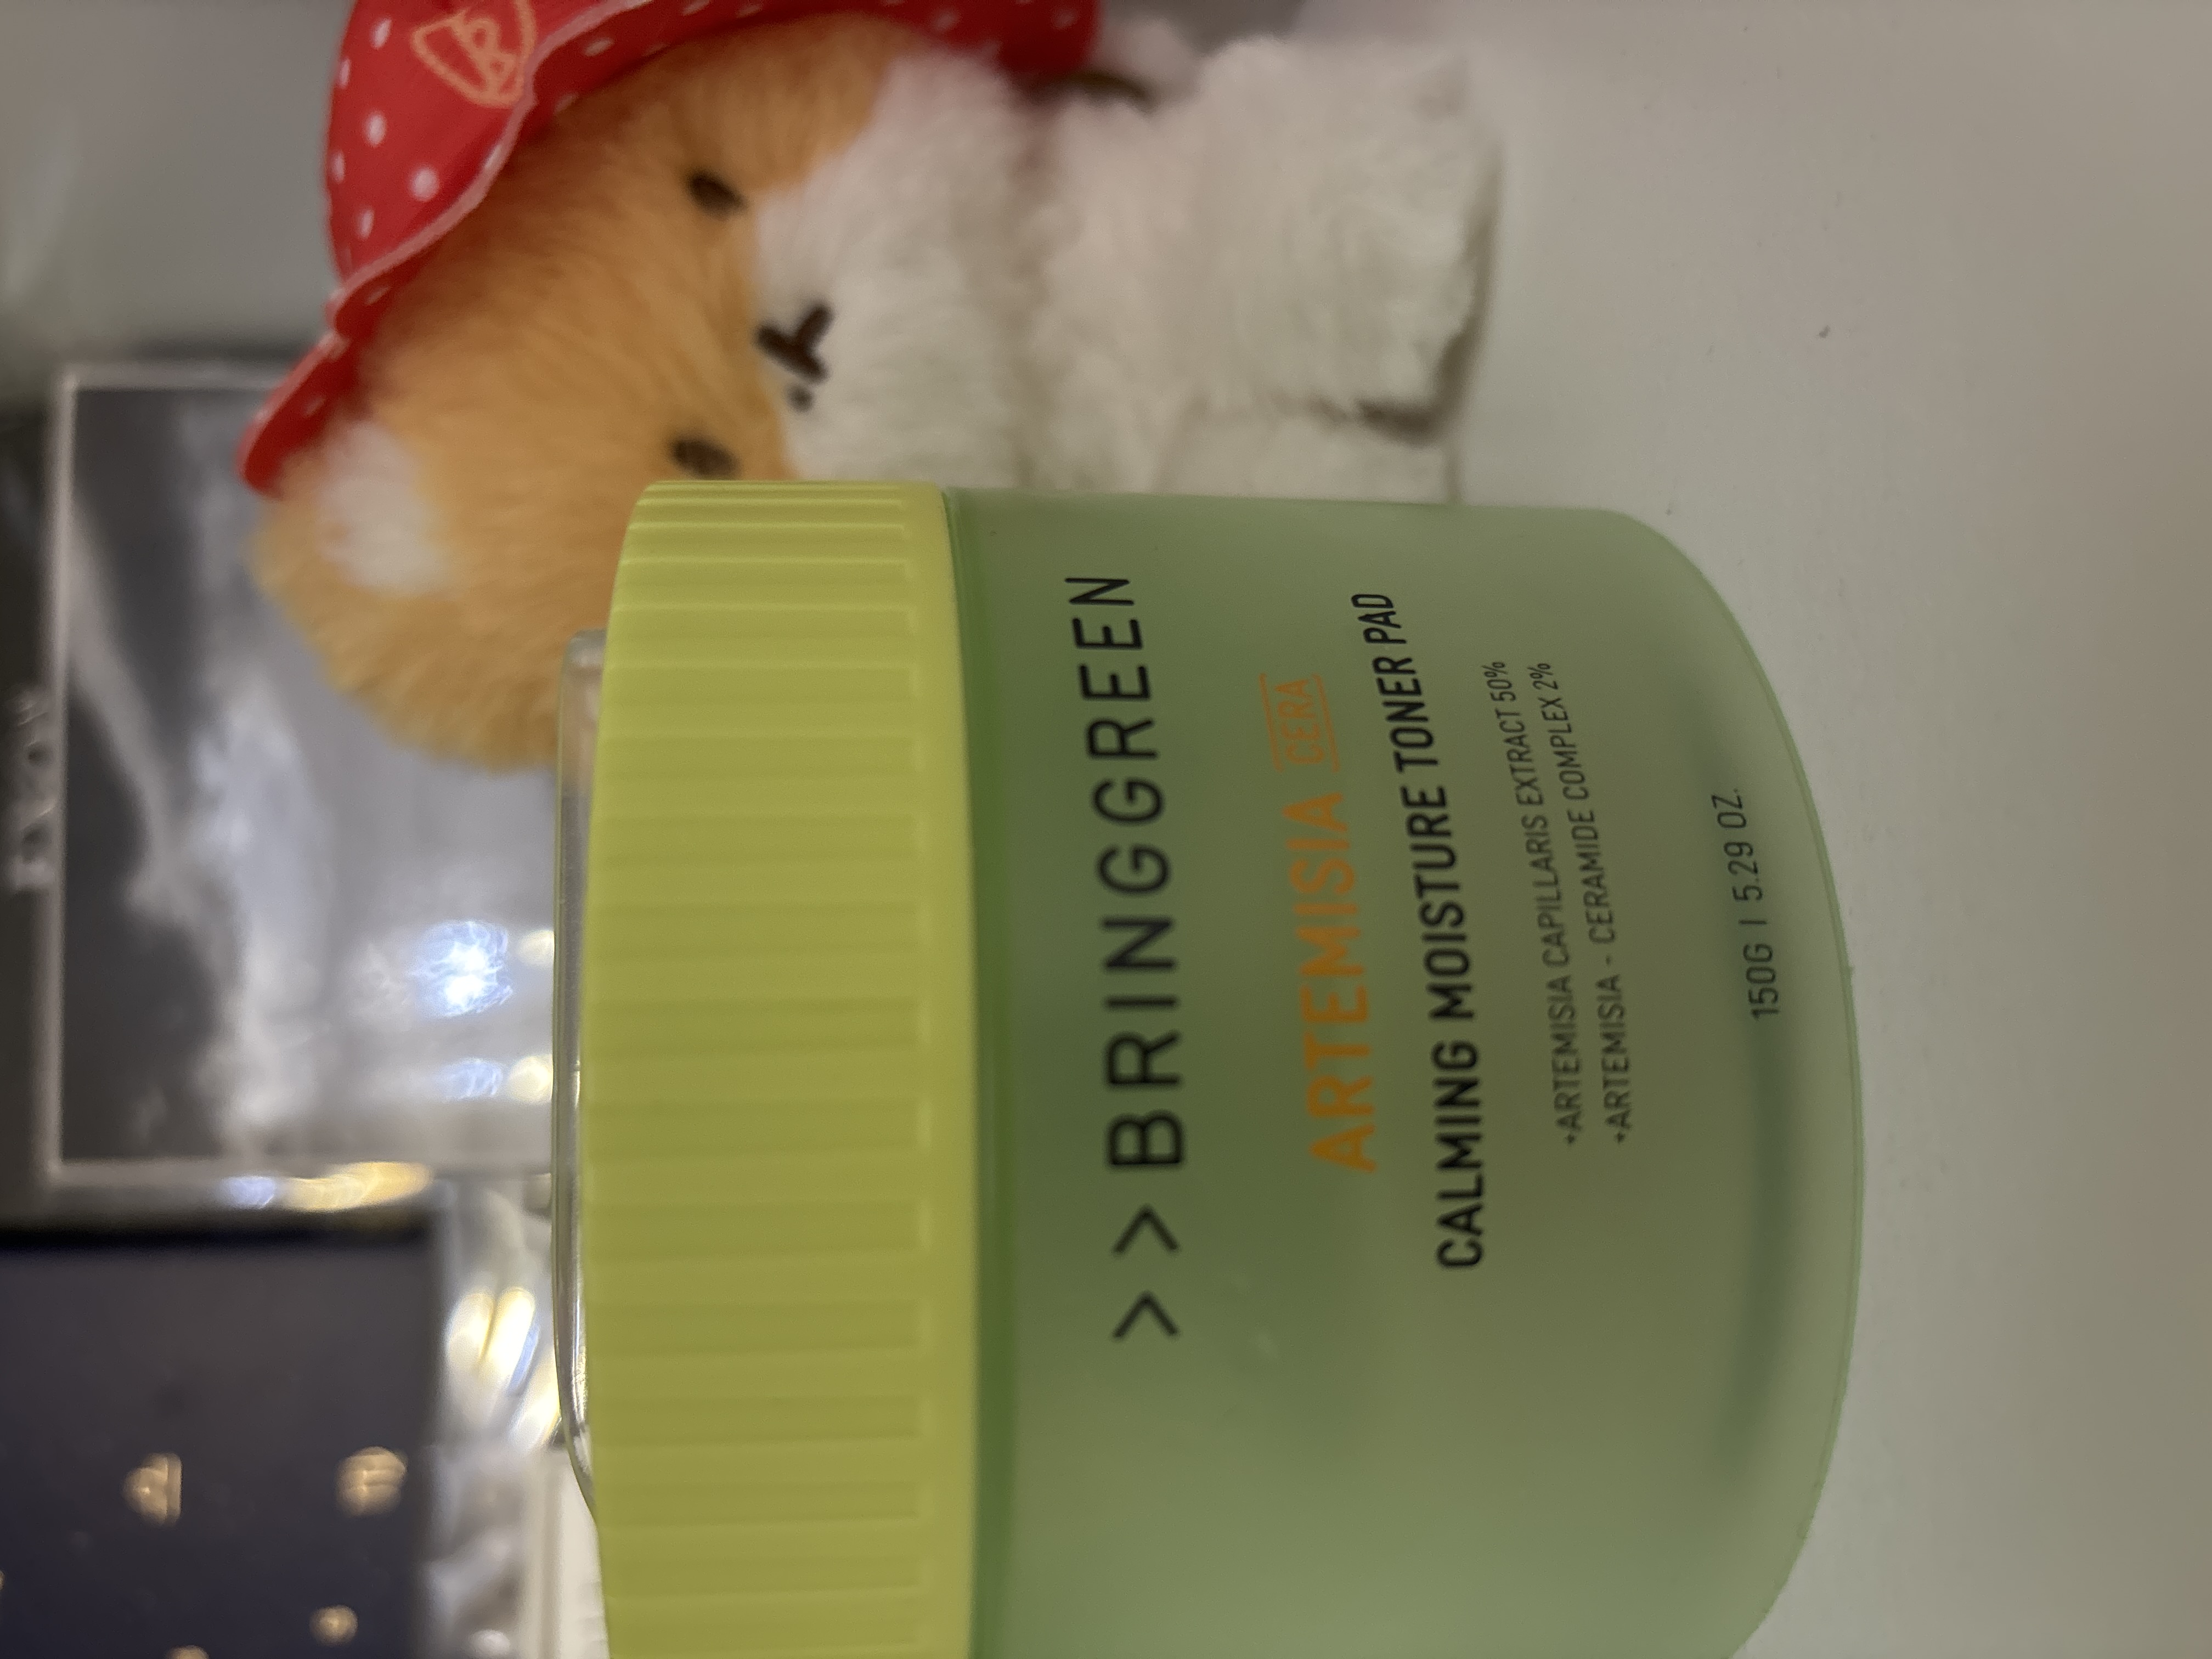 >>BRINGGREEN
ARTEMISIA CERA
CALMING MOISTURE TONER PAD
+ARTEMISIA CAPILLARIS EXTRACT 50%
+ARTEMISIA - CERAMIDE COMPLEX 2%
150G | 5.29 OZ.